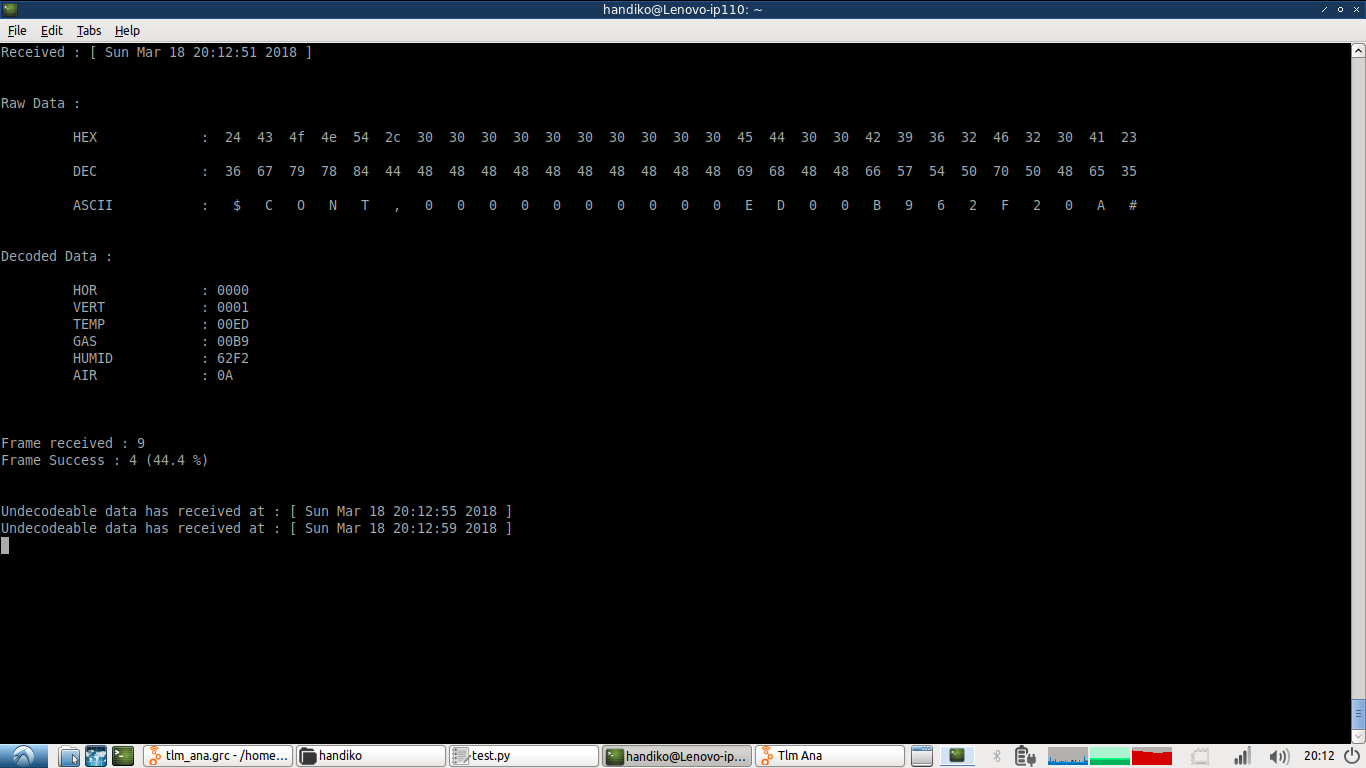 handiko@Lenovo-ip110: ~
File Edit Tabs Help
Received : [ Sun Mar 18 20:12:51 2018 ]
Raw Data :
HEX : 24 43 4f 4e 54 2c 30 30 30 30 30 30 30 30 30 30 45 44 30 30 42 39 36 32 46 32 30 41 23
DEC : 36 67 79 78 84 44 48 48 48 48 48 48 48 48 48 48 69 68 48 48 66 57 54 50 70 50 48 65 35
ASCII : $ C O N T , 0 0 0 0 0 0 0 0 0 0 E D 0 0 B 9 6 2 F 2 0 A #
Decoded Data :
HOR : 0000
VERT : 0001
TEMP : 00ED
GAS : 00B9
HUMID : 62F2
AIR : 0A
Frame received : 9
Frame Success : 4 (44.4 %)
Undecodeable data has received at : [ Sun Mar 18 20:12:55 2018 ]
Undecodeable data has received at : [ Sun Mar 18 20:12:59 2018 ]
tlm_ana.grc - /home... handiko test.py handiko@Lenovo-ip... Tlm Ana 20:12